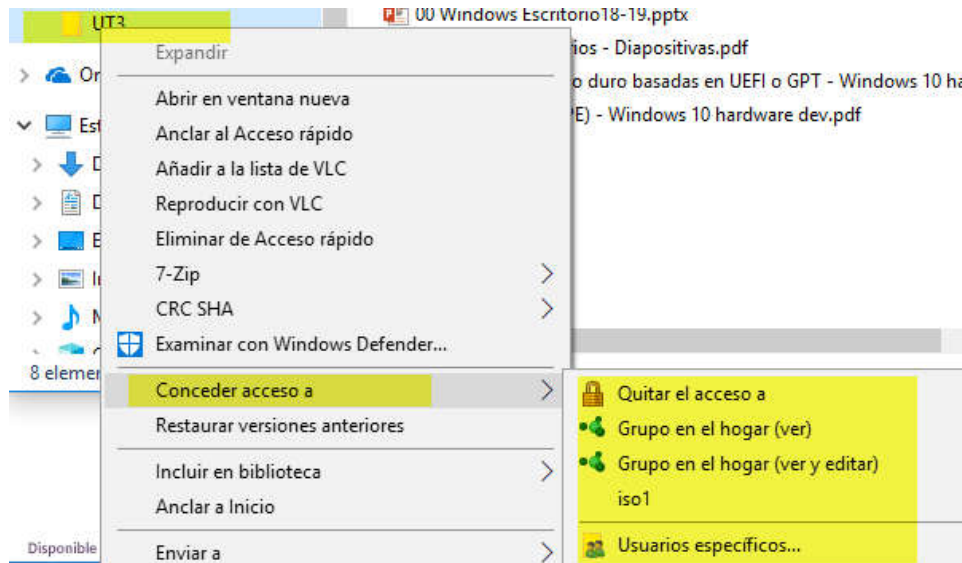 UT3
00 Windows Escritorio18-19.pptx
Expandir
ios - Diapositivas.pdf
Or
o duro basadas en UEFI o GPT - Windows 10 ha
Abrir en ventana nueva
Est
E) - Windows 10 hardware dev.pdf
Anclar al Acceso rápido
D
Añadir a la lista de VLC
D
Reproducir con VLC
E
Eliminar de Acceso rápido
7-Zip
CRC SHA
Examinar con Windows Defender...
8 elemen
Conceder acceso a
Quitar el acceso a
Restaurar versiones anteriores
Grupo en el hogar (ver)
Incluir en biblioteca
Grupo en el hogar (ver y editar)
Anclar a Inicio
iso1
Disponible
Enviar a
Usuarios específicos...